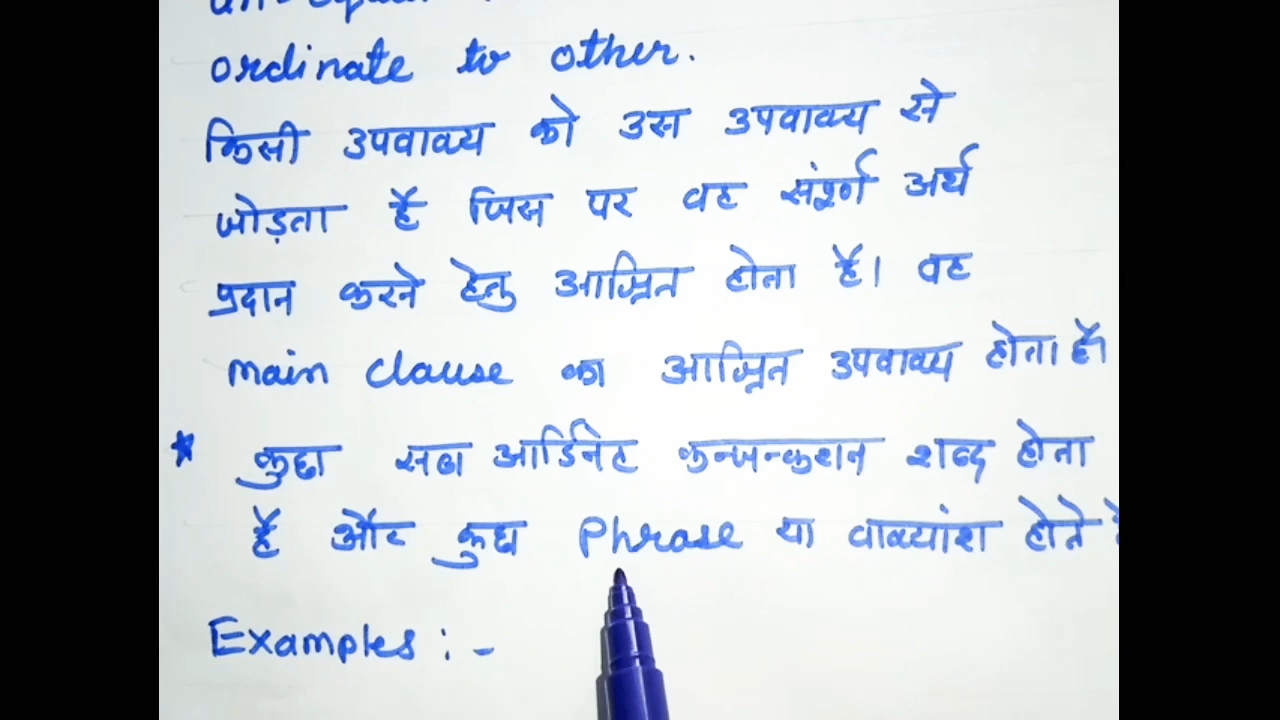 ordinate to other.
किसी उपवाक्य को उस उपवाक्य से
जोड़ता है जिस पर वह संपूर्ण अर्थ
प्रदान करने हेतु आश्रित होता है। वह
main clause का आश्रित उपवाक्य होता है।
* कुछ सब आर्डिनेट कन्जन्कशन शब्द होता
है और कुछ Phrase या वाक्यांश होते
Examples : -